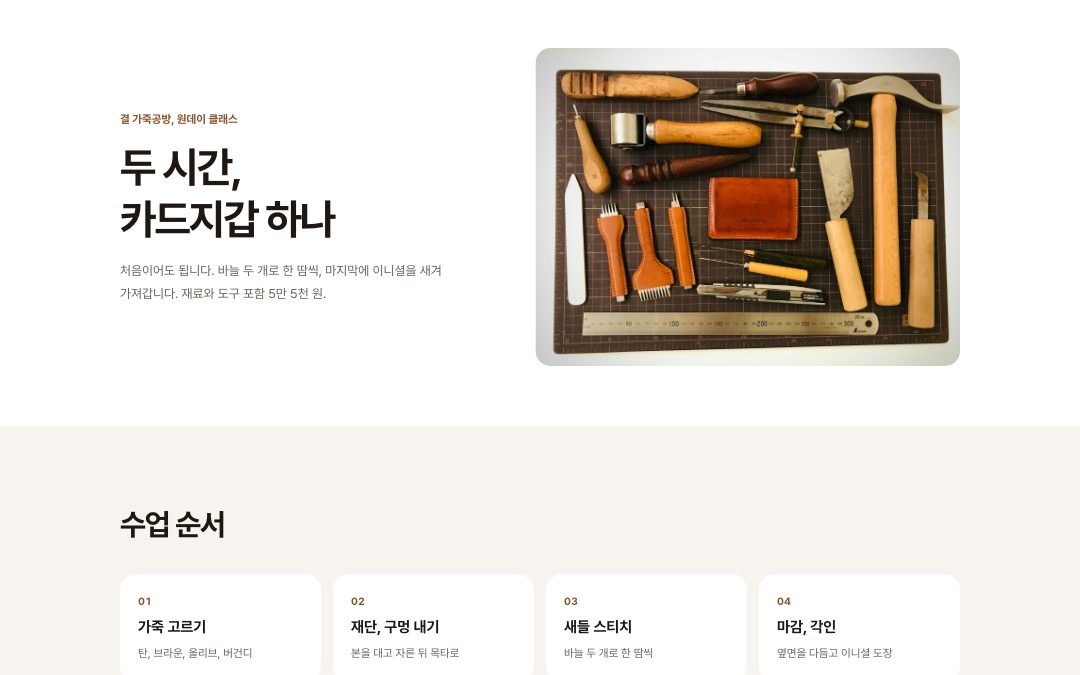 결 가죽공방, 원데이 클래스
두 시간,
카드지갑 하나
처음이어도 됩니다. 바늘 두 개로 한 땀씩, 마지막에 이니셜을 새겨
가져갑니다. 재료와 도구 포함 5만 5천 원.
50 100 150 200 250 300
수업 순서
01
가죽 고르기
탄, 브라운, 올리브, 버건디
02
재단, 구멍 내기
본을 대고 자른 뒤 목타로
03
새들 스티치
바늘 두 개로 한 땀씩
04
마감, 각인
옆면을 다듬고 이니셜 도장